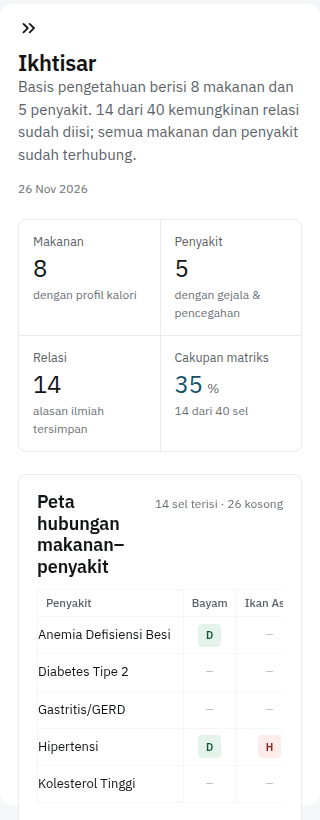 Ikhtisar
Basis pengetahuan berisi 8 makanan dan
5 penyakit. 14 dari 40 kemungkinan relasi
sudah diisi; semua makanan dan penyakit
sudah terhubung.
26 Nov 2026
Makanan
8
dengan profil kalori
Penyakit
5
dengan gejala &
pencegahan
Relasi
14
alasan ilmiah
tersimpan
Cakupan matriks
35 %
14 dari 40 sel
Peta
hubungan
makanan–
penyakit
14 sel terisi · 26 kosong
Penyakit Bayam Ikan As
Anemia Defisiensi Besi D –
Diabetes Tipe 2 – –
Gastritis/GERD – –
Hipertensi D H
Kolesterol Tinggi – –